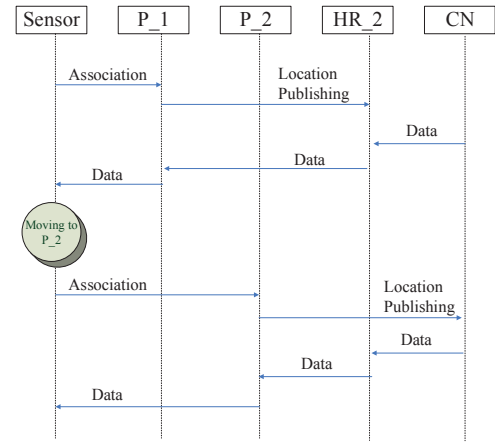 Sensor P_1 P_2 HR_2 CN
Association
Location
Publishing
Data
Data
Data
Moving to
P_2
Association
Location
Publishing
Data
Data
Data